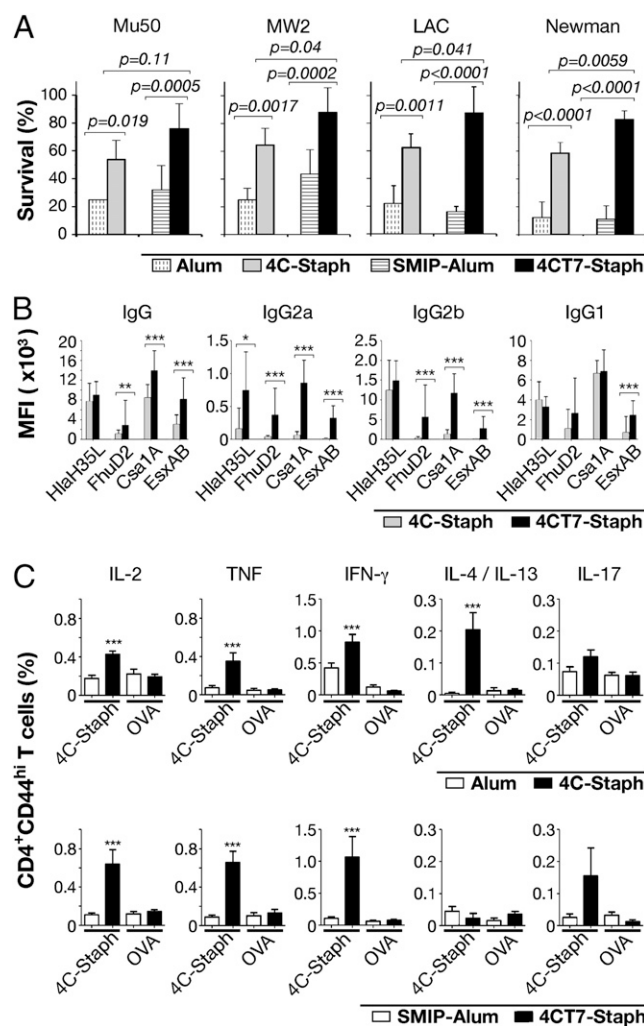 A
Mu50 MW2 LAC Newman
p=0.11 p=0.04 p=0.041 p=0.0059
p=0.0005 p=0.0002 p<0.0001 p<0.0001
p=0.019 p=0.0017 p=0.0011 p<0.0001
Survival (%)
100
80
60
40
20
0
Alum 4C-Staph SMIP-Alum 4CT7-Staph
B
IgG IgG2a IgG2b IgG1
MFI ( x10³)
20 1.5 2.5 12
16 2.0
12 1.0 1.5 8
8 1.0
0.5 4
4 0.5
0 0 0 0
** *** * *** *** *** *** *** *** ***
HlaH35L FhuD2 Csa1A EsxAB HlaH35L FhuD2 Csa1A EsxAB HlaH35L FhuD2 Csa1A EsxAB HlaH35L FhuD2 Csa1A EsxAB
4C-Staph 4CT7-Staph
C
IL-2 TNF IFN-γ IL-4 / IL-13 IL-17
CD4⁺CD44ʰⁱ T cells (%)
0.8 0.8 1.5 0.3 0.3
1.0 0.2 0.2
0.4 0.4
0.5 0.1 0.1
0 0 0 0 0
*** *** *** ***
4C-Staph OVA 4C-Staph OVA 4C-Staph OVA 4C-Staph OVA 4C-Staph OVA
Alum 4C-Staph
0.8 0.8 1.5 0.3 0.3
1.0 0.2 0.2
0.4 0.4
0.5 0.1 0.1
0 0 0 0 0
*** *** ***
4C-Staph OVA 4C-Staph OVA 4C-Staph OVA 4C-Staph OVA 4C-Staph OVA
SMIP-Alum 4CT7-Staph